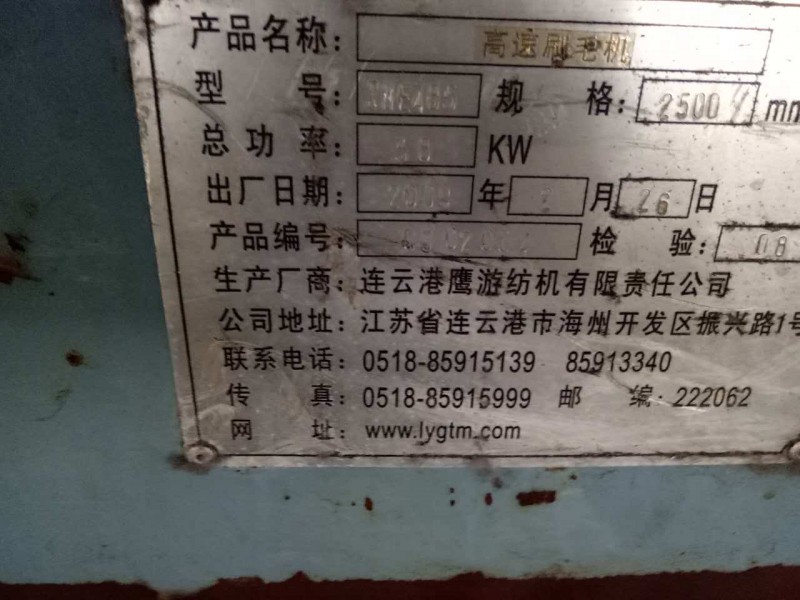 产品名称： 高速刷毛机
型 号： 规 格： 2500 mm
总 功 率： KW
出厂日期： 年 月 26 日
产品编号： 检 验： 08
生产厂商： 连云港鹰游纺机有限责任公司
公司地址： 江苏省连云港市海州开发区振兴路1号
联系电话： 0518-85915139 85913340
传 真： 0518-85915999 邮 编： 222062
网 址： www.lygtm.com